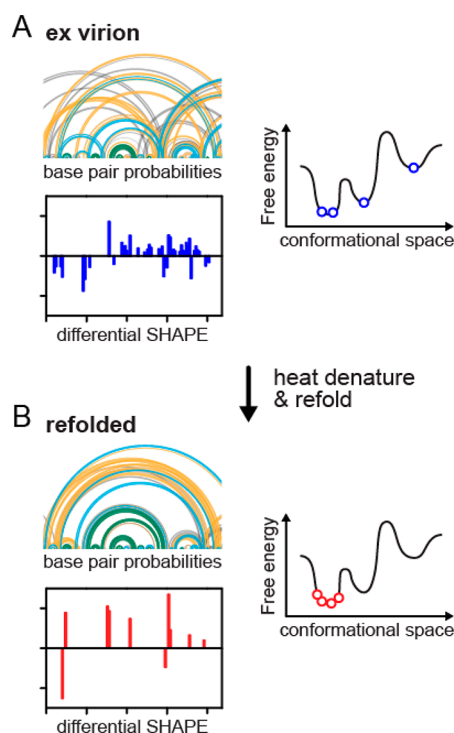 A ex virion
base pair probabilities
differential SHAPE
Free energy
conformational space
heat denature
& refold
B refolded
base pair probabilities
differential SHAPE
Free energy
conformational space